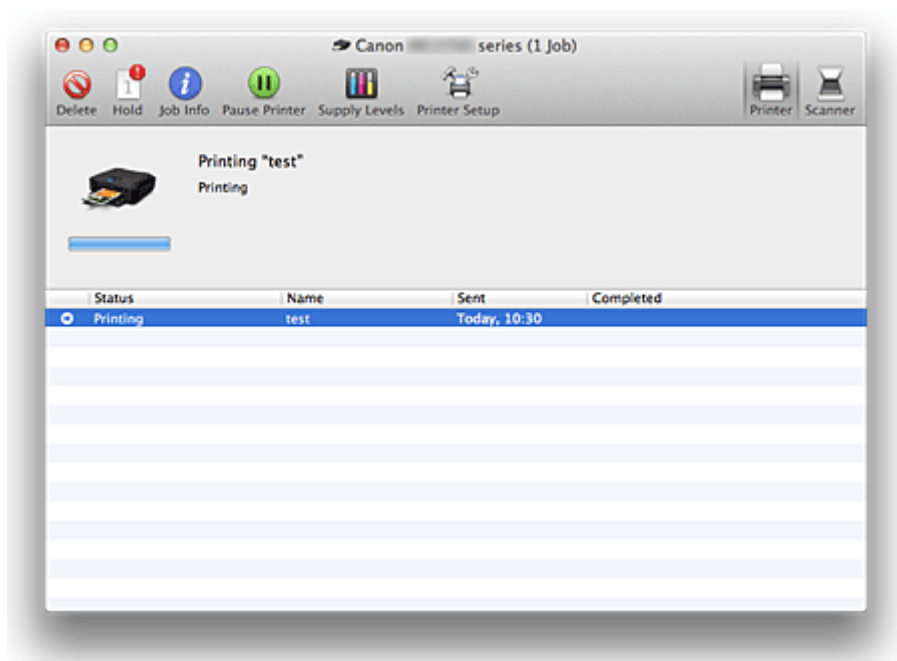 Canon series (1 Job)
1
Delete Hold Job Info Pause Printer Supply Levels Printer Setup Printer Scanner
Printing "test"
Printing
Status Name Sent Completed
Printing test Today, 10:30